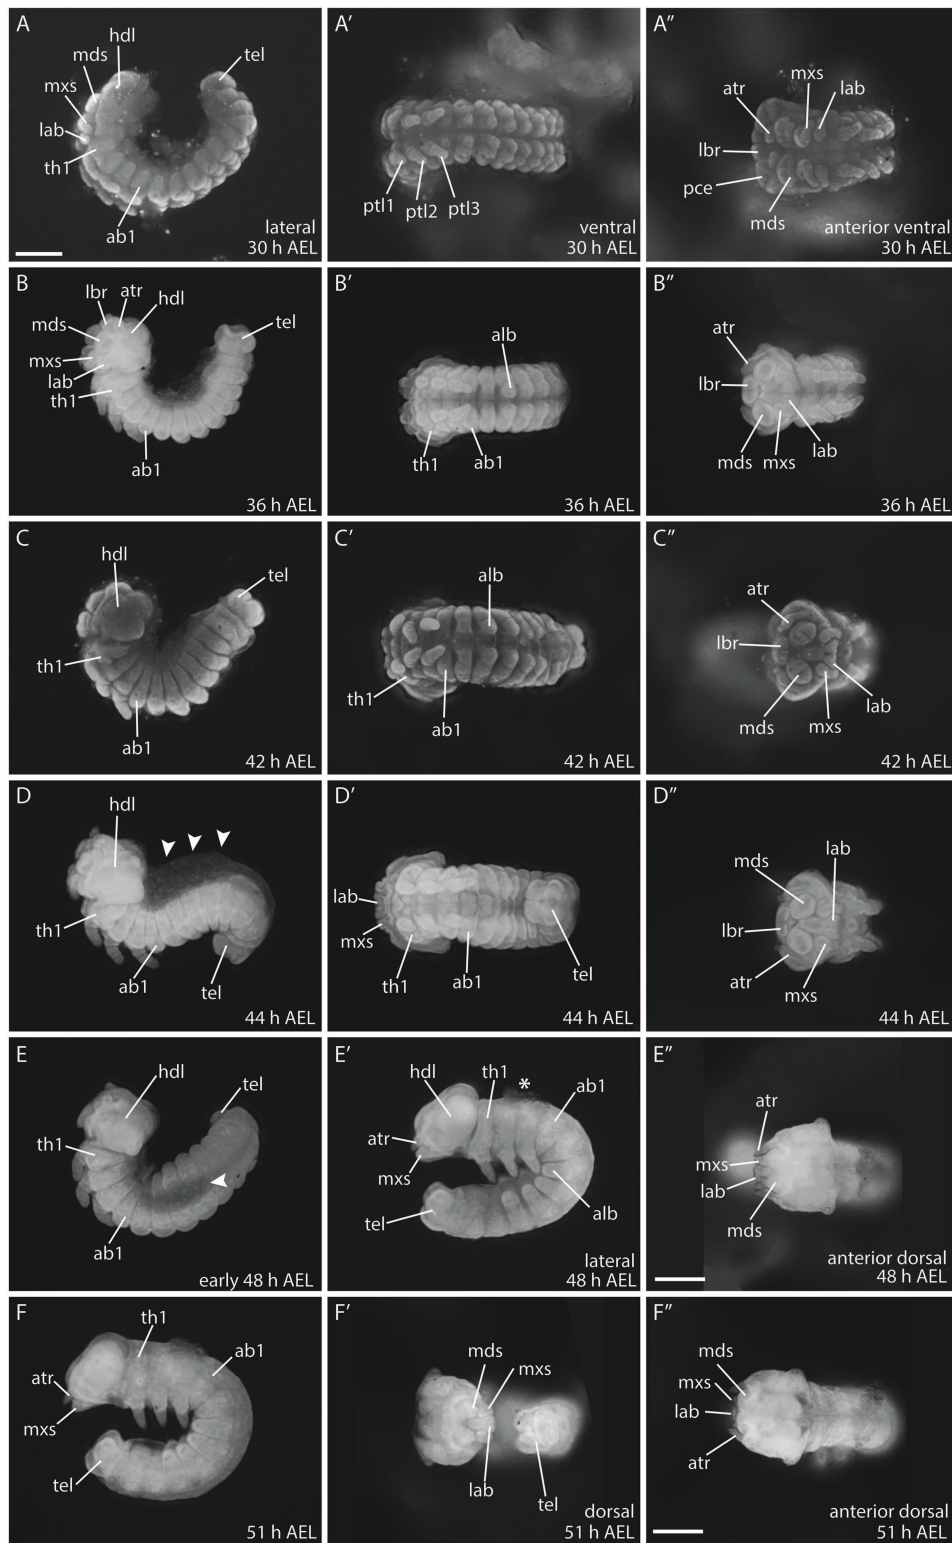 A
hdl
mds
mxs
lab
th1
ab1
tel
lateral
30 h AEL
A′
ptl1
ptl2
ptl3
ventral
30 h AEL
A″
mxs
atr
lab
lbr
pce
mds
anterior ventral
30 h AEL
B
lbr atr
hdl
mds
mxs
lab
th1
ab1
tel
36 h AEL
B′
alb
th1
ab1
36 h AEL
B″
atr
lbr
mds
mxs
lab
36 h AEL
C
hdl
tel
th1
ab1
42 h AEL
C′
alb
th1
ab1
42 h AEL
C″
atr
lbr
lab
mds
mxs
42 h AEL
D
hdl
th1
ab1
tel
44 h AEL
D′
lab
mxs
th1
ab1
tel
44 h AEL
D″
lab
mds
lbr
atr
mxs
44 h AEL
E
hdl
tel
th1
ab1
early 48 h AEL
E′
hdl
th1
*
ab1
atr
mxs
tel
alb
lateral
48 h AEL
E″
atr
mxs
lab
mds
anterior dorsal
48 h AEL
F
th1
ab1
atr
mxs
tel
51 h AEL
F′
mds
mxs
lab
tel
dorsal
51 h AEL
F″
mds
mxs
lab
atr
anterior dorsal
51 h AEL